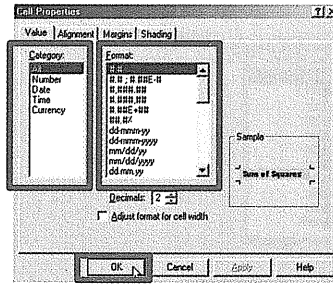 Cell Properties
Value Alignment Margins Shading
Category:
All
Number
Date
Time
Currency
Format:
#.#
#.# ; #.##E-#
#,###.##
#,###,##
#.##E+##
##.#%
dd-mmm-yy
dd-mmm-yyyy
mm/dd/yy
mm/dd/yyyy
dd.mm.yy
Sample
Sum of Squares
Decimals: 2
Adjust format for cell width
OK Cancel Apply Help